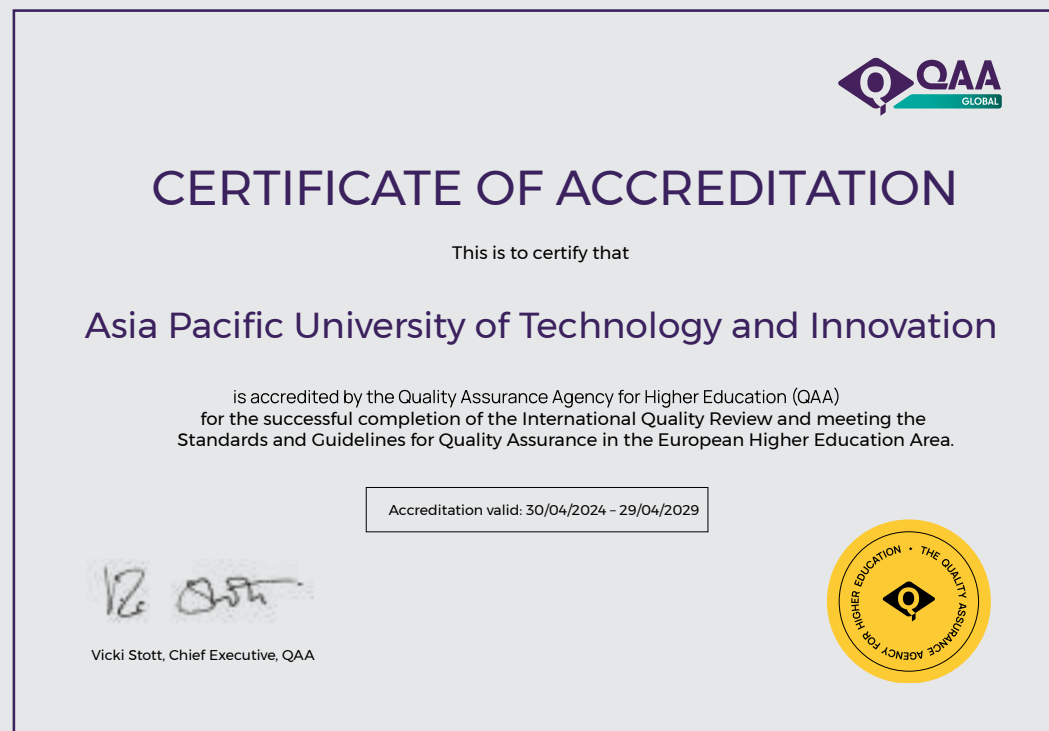 QAA
GLOBAL
CERTIFICATE OF ACCREDITATION
This is to certify that
Asia Pacific University of Technology and Innovation
is accredited by the Quality Assurance Agency for Higher Education (QAA)
for the successful completion of the International Quality Review and meeting the
Standards and Guidelines for Quality Assurance in the European Higher Education Area.
Accreditation valid: 30/04/2024 – 29/04/2029
Vicki Stott, Chief Executive, QAA
THE QUALITY ASSURANCE AGENCY FOR HIGHER EDUCATION •